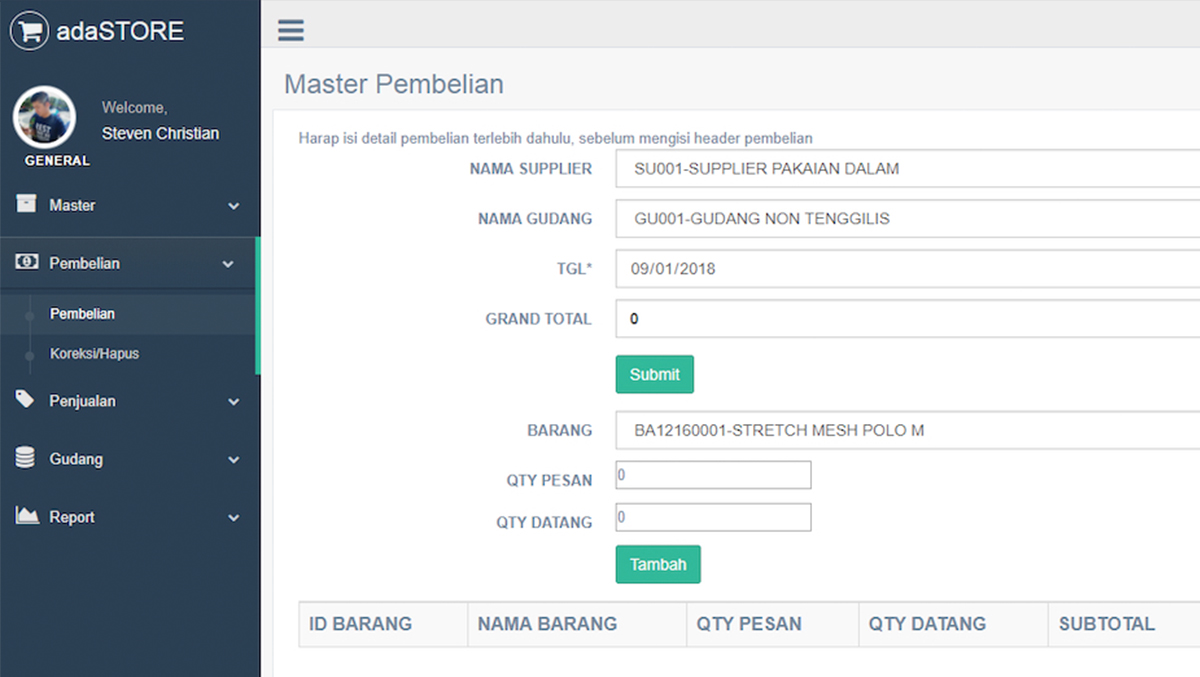 adaSTORE
Welcome,
Steven Christian
GENERAL
Master
Pembelian
Pembelian
Koreksi/Hapus
Penjualan
Gudang
Report
Master Pembelian
Harap isi detail pembelian terlebih dahulu, sebelum mengisi header pembelian
NAMA SUPPLIER SU001-SUPPLIER PAKAIAN DALAM
NAMA GUDANG GU001-GUDANG NON TENGGILIS
TGL* 09/01/2018
GRAND TOTAL 0
Submit
BARANG BA12160001-STRETCH MESH POLO M
QTY PESAN 0
QTY DATANG 0
Tambah
ID BARANG NAMA BARANG QTY PESAN QTY DATANG SUBTOTAL